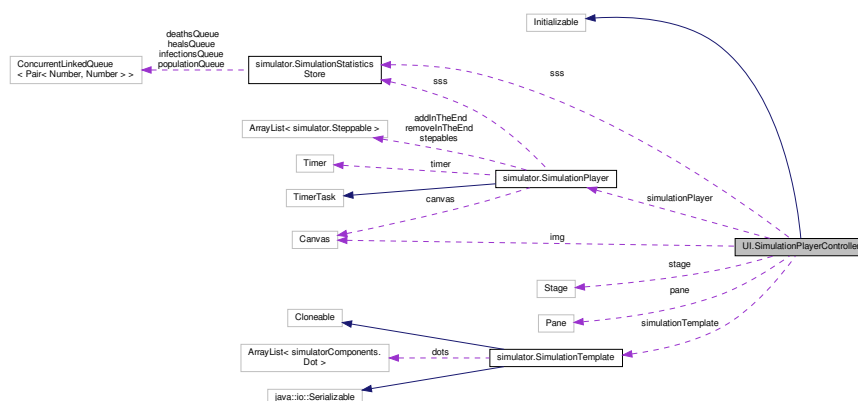 Initializable
deathsQueue
healsQueue
infectionsQueue
populationQueue
ConcurrentLinkedQueue
< Pair< Number, Number > >
simulator.SimulationStatistics
Store
sss
sss
addInTheEnd
removeInTheEnd
stepables
ArrayList< simulator.Steppable >
Timer
timer
simulator.SimulationPlayer
TimerTask
canvas
simulationPlayer
Canvas
img
UI.SimulationPlayerController
stage
Stage
pane
Pane
simulationTemplate
Cloneable
ArrayList< simulatorComponents.
Dot >
dots
simulator.SimulationTemplate
java::io::Serializable